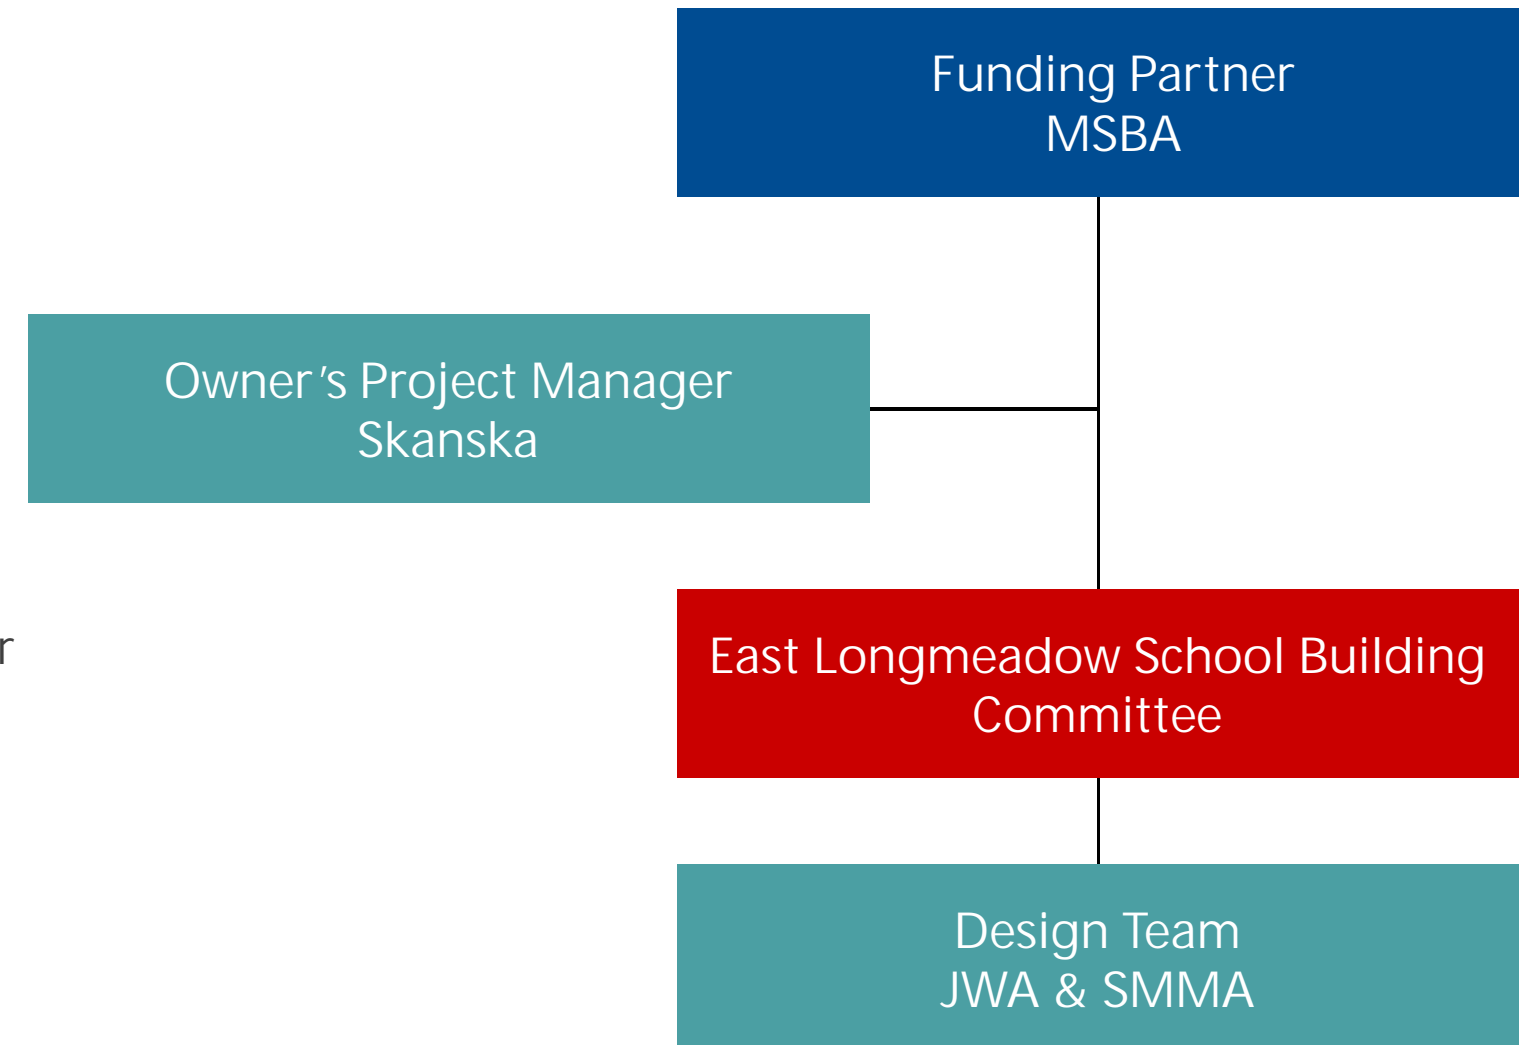 Funding Partner
MSBA
Owner's Project Manager
Skanska
r
East Longmeadow School Building
Committee
Design Team
JWA & SMMA